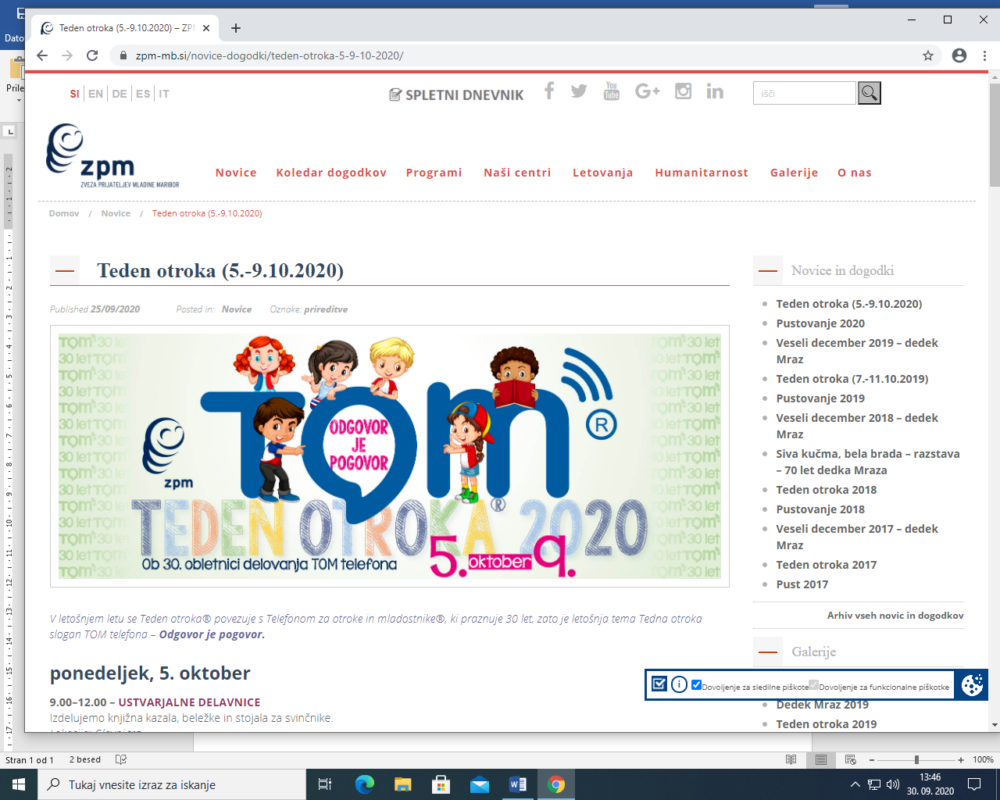 Dato
Teden otroka (5.-9.10.2020) – ZPM
Prile
zpm-mb.si/novice-dogodki/teden-otroka-5-9-10-2020/
SI EN DE ES IT
SPLETNI DNEVNIK
You Tube
G+
išči
zpm
ZVEZA PRIJATELJEV MLADINE MARIBOR
Novice Koledar dogodkov Programi Naši centri Letovanja Humanitarnost Galerije O nas
Domov / Novice / Teden otroka (5.-9.10.2020)
Teden otroka (5.-9.10.2020)
Published 25/09/2020 Posted in: Novice Oznake: prireditve
TOM® 30 let
TOM®
ODGOVOR
JE
POGOVOR
zpm
TEDEN OTROKA® 2020
Ob 30. obletnici delovanja TOM telefona
5. oktober 9.
V letošnjem letu se Teden otroka® povezuje s Telefonom za otroke in mladostnike®, ki praznuje 30 let, zato je letošnja tema Tedna otroka
slogan TOM telefona – Odgovor je pogovor.
ponedeljek, 5. oktober
9.00–12.00 – USTVARJALNE DELAVNICE
Izdelujemo knjižna kazala, beležke in stojala za svinčnike.
Lokacija: Glavni trg
Novice in dogodki
Teden otroka (5.-9.10.2020)
Pustovanje 2020
Veseli december 2019 – dedek
Mraz
Teden otroka (7.-11.10.2019)
Pustovanje 2019
Veseli december 2018 – dedek
Mraz
Siva kučma, bela brada – razstava
– 70 let dedka Mraza
Teden otroka 2018
Pustovanje 2018
Veseli december 2017 – dedek
Mraz
Teden otroka 2017
Pust 2017
Arhiv vseh novic in dogodkov
Galerije
Dovoljenje za sledilne piškote Dovoljenje za funkcionalne piškotke
Dedek Mraz 2019
Teden otroka 2019
Stran 1 od 1 2 besed 100%
Tukaj vnesite izraz za iskanje
13:46
30. 09. 2020